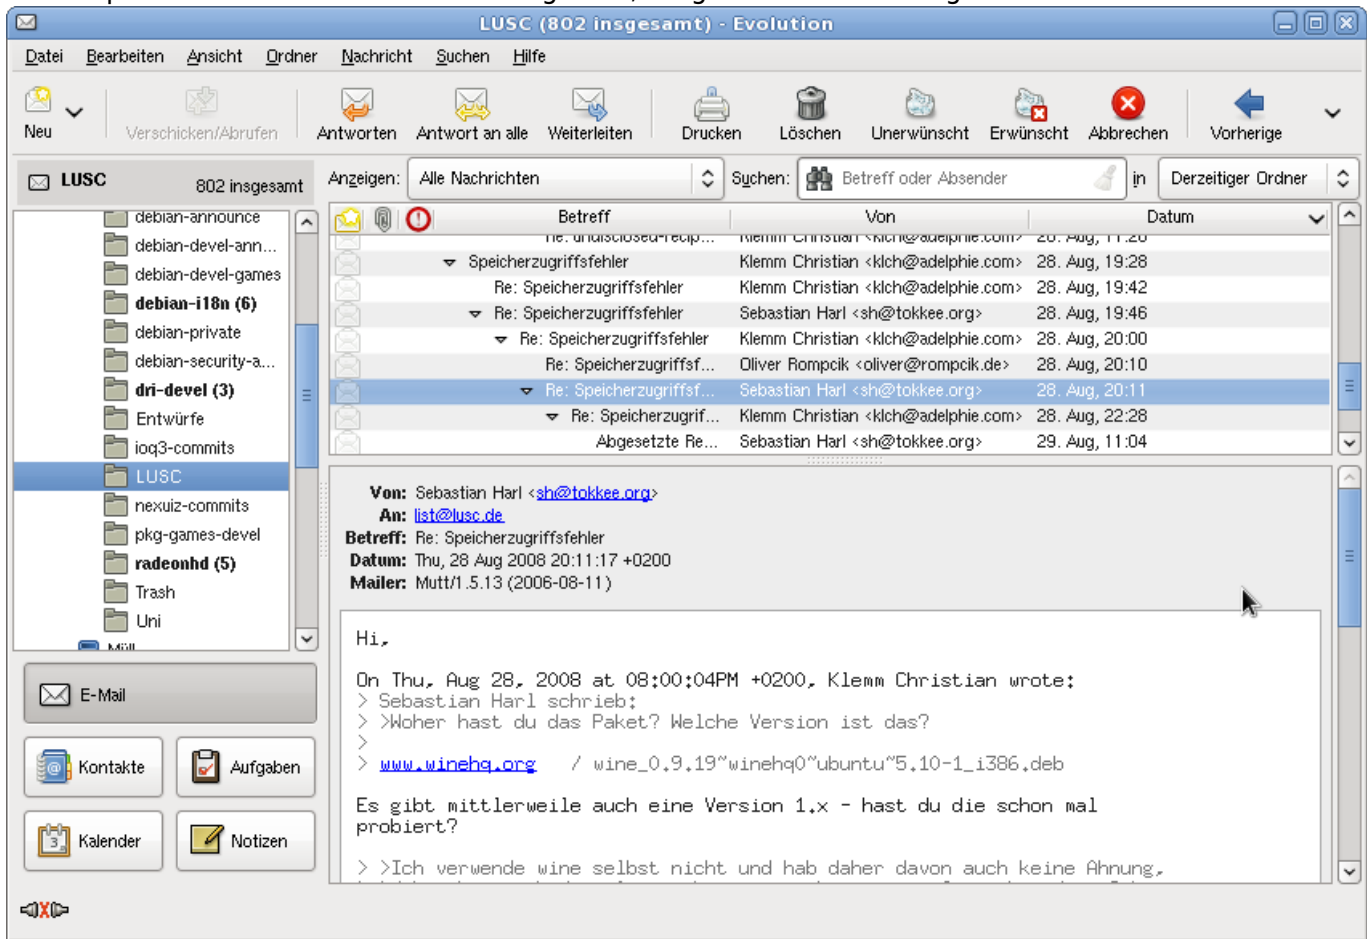 LUSC (802 insgesamt) - Evolution
Datei Bearbeiten Ansicht Ordner Nachricht Suchen Hilfe
Neu Verschicken/Abrufen Antworten Antwort an alle Weiterleiten Drucken Löschen Unerwünscht Erwünscht Abbrechen Vorherige
LUSC 802 insgesamt
Anzeigen: Alle Nachrichten Suchen: Betreff oder Absender in Derzeitiger Ordner
debian-announce
debian-devel-ann...
debian-devel-games
debian-i18n (6)
debian-private
debian-security-a...
dri-devel (3)
Entwürfe
ioq3-commits
LUSC
nexuiz-commits
pkg-games-devel
radeonhd (5)
Trash
Uni
Müll
E-Mail
Kontakte Aufgaben
Kalender Notizen
Betreff Von Datum
Re: undisclosed-recip... Klemm Christian <klch@adelphie.com> 20. Aug, 11:20
Speicherzugriffsfehler Klemm Christian <klch@adelphie.com> 28. Aug, 19:28
Re: Speicherzugriffsfehler Klemm Christian <klch@adelphie.com> 28. Aug, 19:42
Re: Speicherzugriffsfehler Sebastian Harl <sh@tokkee.org> 28. Aug, 19:46
Re: Speicherzugriffsfehler Klemm Christian <klch@adelphie.com> 28. Aug, 20:00
Re: Speicherzugriffsf... Oliver Rompcik <oliver@rompcik.de> 28. Aug, 20:10
Re: Speicherzugriffsf... Sebastian Harl <sh@tokkee.org> 28. Aug, 20:11
Re: Speicherzugrif... Klemm Christian <klch@adelphie.com> 28. Aug, 22:28
Abgesetzte Re... Sebastian Harl <sh@tokkee.org> 29. Aug, 11:04
Von: Sebastian Harl <sh@tokkee.org>
An: list@lusc.de
Betreff: Re: Speicherzugriffsfehler
Datum: Thu, 28 Aug 2008 20:11:17 +0200
Mailer: Mutt/1.5.13 (2006-08-11)
Hi,
On Thu, Aug 28, 2008 at 08:00:04PM +0200, Klemm Christian wrote:
> Sebastian Harl schrieb:
> >Woher hast du das Paket? Welche Version ist das?
>
> www.winehq.org / wine_0.9.19~winehq0~ubuntu~5.10-1_i386.deb
Es gibt mittlerweile auch eine Version 1.x - hast du die schon mal
probiert?
> >Ich verwende wine selbst nicht und hab daher davon auch keine Ahnung,